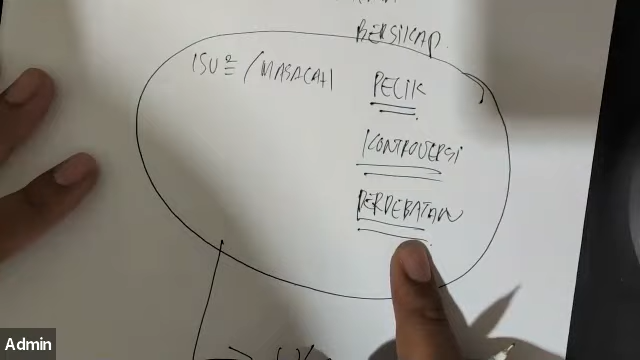 BERSIKAP.
ISU² / MASALAH
PELIK
KONTROVERSI
PERDEBATAN
Admin